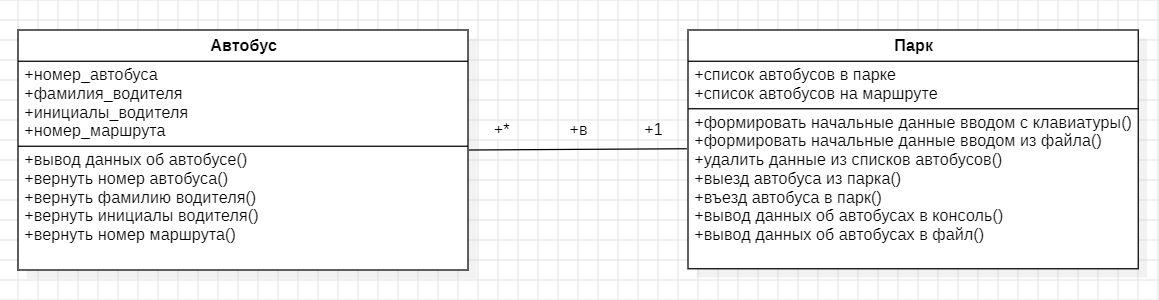 Автобус
+номер_автобуса
+фамилия_водителя
+инициалы_водителя
+номер_маршрута
+вывод данных об автобусе()
+вернуть номер автобуса()
+вернуть фамилию водителя()
+вернуть инициалы водителя()
+вернуть номер маршрута()
+* +в +1
Парк
+список автобусов в парке
+список автобусов на маршруте
+формировать начальные данные вводом с клавиатуры()
+формировать начальные данные вводом из файла()
+удалить данные из списков автобусов()
+выезд автобуса из парка()
+въезд автобуса в парк()
+вывод данных об автобусах в консоль()
+вывод данных об автобусах в файл()